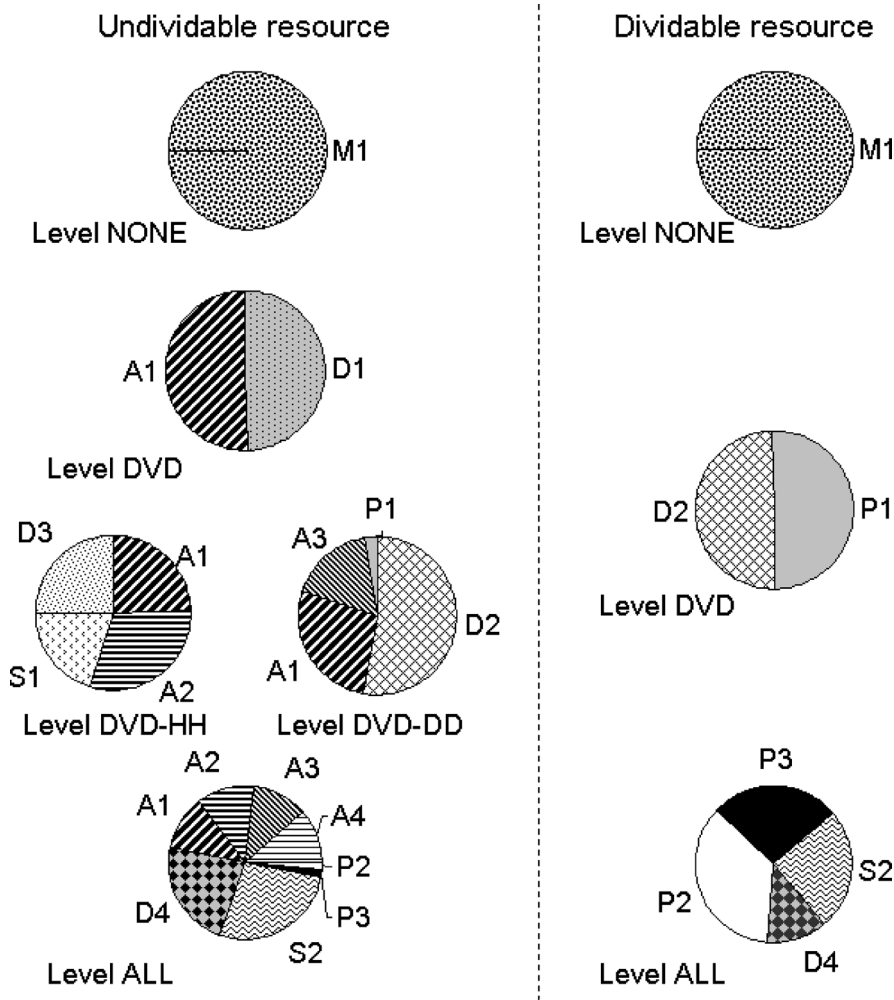 Undividable resource
Dividable resource
M1
Level NONE
M1
Level NONE
A1
D1
Level DVD
D2
P1
Level DVD
D3
A1
S1
A2
Level DVD-HH
P1
A3
D2
A1
Level DVD-DD
A2
A3
A1
A4
P2
P3
D4
S2
Level ALL
P3
S2
P2
D4
Level ALL